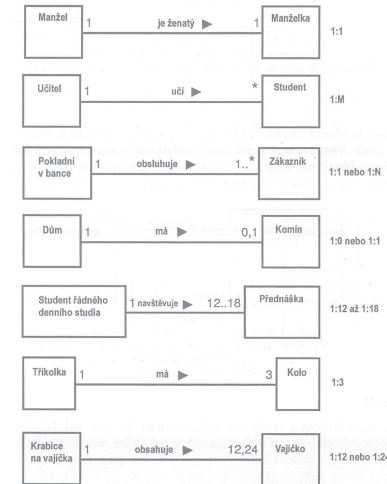 Manžel 1 je ženatý ▶ 1 Manželka 1:1
Učitel 1 učí ▶ * Student 1:M
Pokladní
v bance 1 obsluhuje ▶ 1..* Zákazník 1:1 nebo 1:N
Dům 1 má ▶ 0,1 Komín 1:0 nebo 1:1
Student řádného
denního studia 1 navštěvuje ▶ 12..18 Přednáška 1:12 až 1:18
Tříkolka 1 má ▶ 3 Kolo 1:3
Krabice
na vajíčka 1 obsahuje ▶ 12,24 Vajíčko 1:12 nebo 1:24